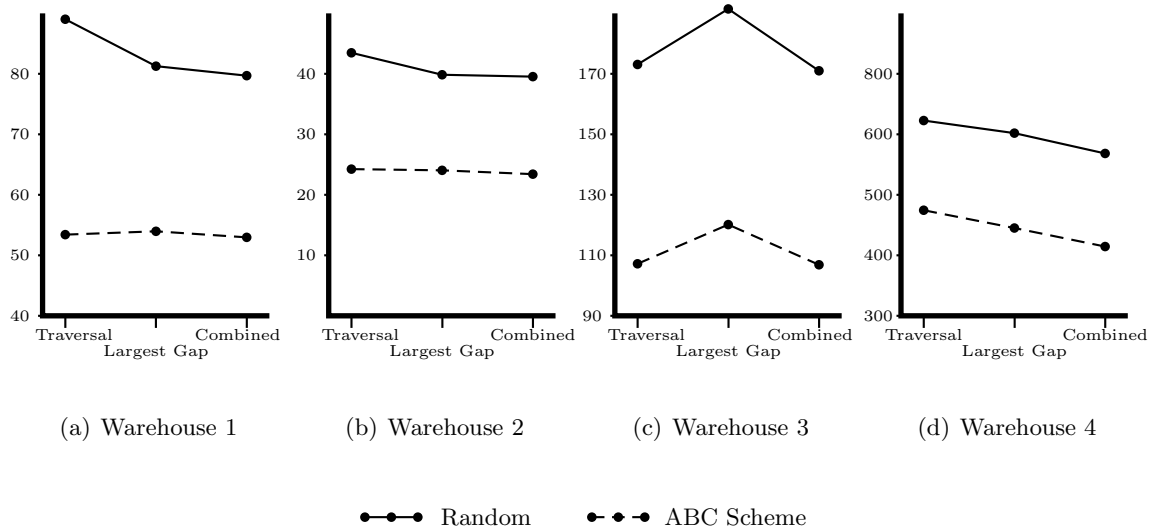 80
70
60
50
40
Traversal
Largest Gap
Combined
(a) Warehouse 1
40
30
20
10
Traversal
Largest Gap
Combined
(b) Warehouse 2
170
150
130
110
90
Traversal
Largest Gap
Combined
(c) Warehouse 3
800
600
500
400
300
Traversal
Largest Gap
Combined
(d) Warehouse 4
Random
ABC Scheme